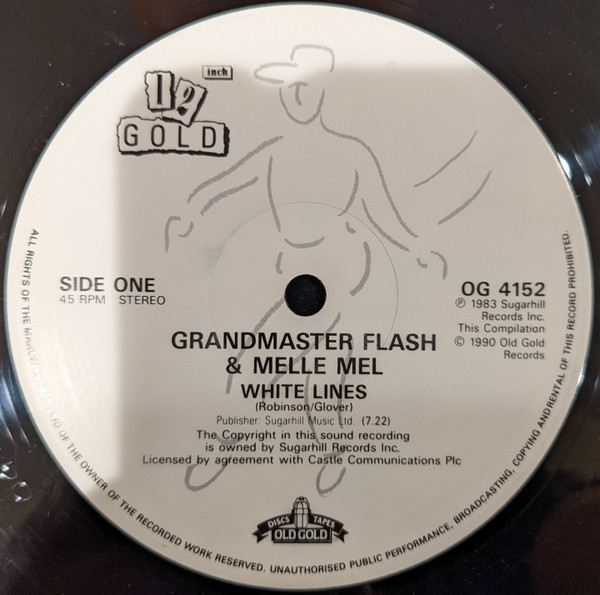 12 inch
GOLD
SIDE ONE
45 RPM STEREO
OG 4152
℗ 1983 Sugarhill
Records Inc.
This Compilation
© 1990 Old Gold
Records
GRANDMASTER FLASH
& MELLE MEL
WHITE LINES
(Robinson/Glover)
Publisher: Sugarhill Music Ltd. (7.22)
The Copyright in this sound recording
is owned by Sugarhill Records Inc.
Licensed by agreement with Castle Communications Plc
DISCS TAPES
OLD GOLD
ALL RIGHTS OF THE OF THE OWNER OF THE RECORDED WORK RESERVED. UNAUTHORISED PUBLIC PERFORMANCE, BROADCASTING, COPYING AND RENTAL OF THIS RECORD PROHIBITED.